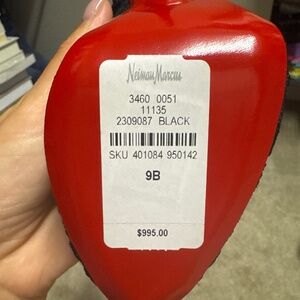 Neiman Marcus
3460 0051
11135
2309087 BLACK
SKU 401084 950142
9B
$995.00